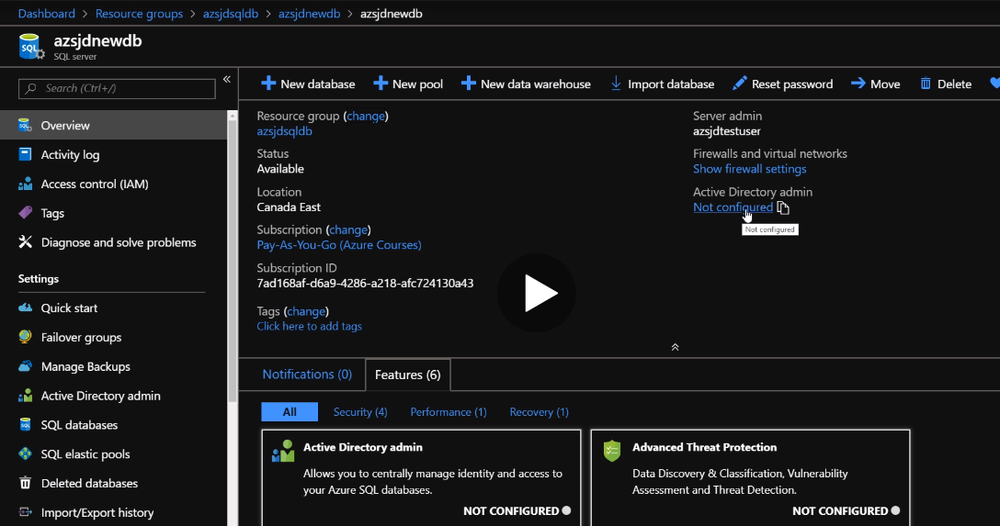 Dashboard > Resource groups > azsjdsqldb > azsjdnewdb > azsjdnewdb
azsjdnewdb
SQL server
Search (Ctrl+/)
«
Overview
Activity log
Access control (IAM)
Tags
Diagnose and solve problems
Settings
Quick start
Failover groups
Manage Backups
Active Directory admin
SQL databases
SQL elastic pools
Deleted databases
Import/Export history
New database New pool New data warehouse Import database Reset password Move Delete
Resource group (change)
azsjdsqldb
Status
Available
Location
Canada East
Subscription (change)
Pay-As-You-Go (Azure Courses)
Subscription ID
7ad168af-d6a9-4286-a218-afc724130a43
Tags (change)
Click here to add tags
Server admin
azsjdtestuser
Firewalls and virtual networks
Show firewall settings
Active Directory admin
Not configured
Not configured
Notifications (0) Features (6)
All Security (4) Performance (1) Recovery (1)
Active Directory admin
Allows you to centrally manage identity and access to
your Azure SQL databases.
NOT CONFIGURED
Advanced Threat Protection
Data Discovery & Classification, Vulnerability
Assessment and Threat Detection.
NOT CONFIGURED